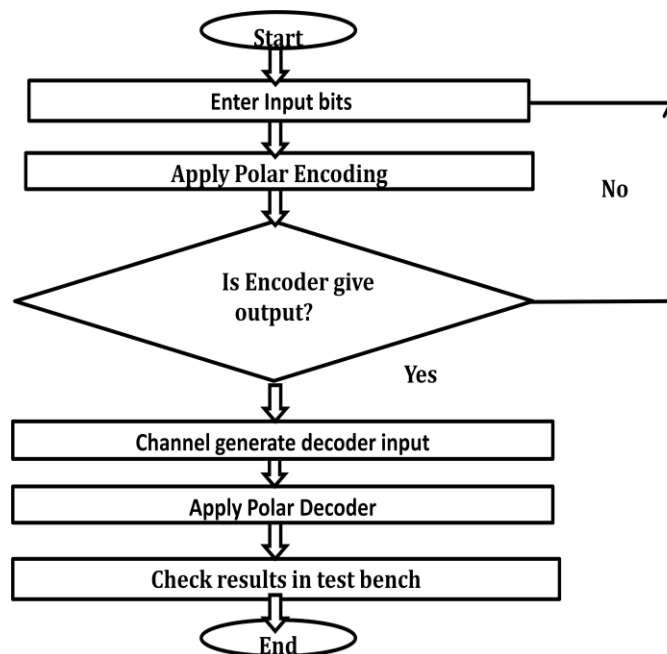 Start
Enter Input bits
Apply Polar Encoding
No
Is Encoder give
output?
Yes
Channel generate decoder input
Apply Polar Decoder
Check results in test bench
End